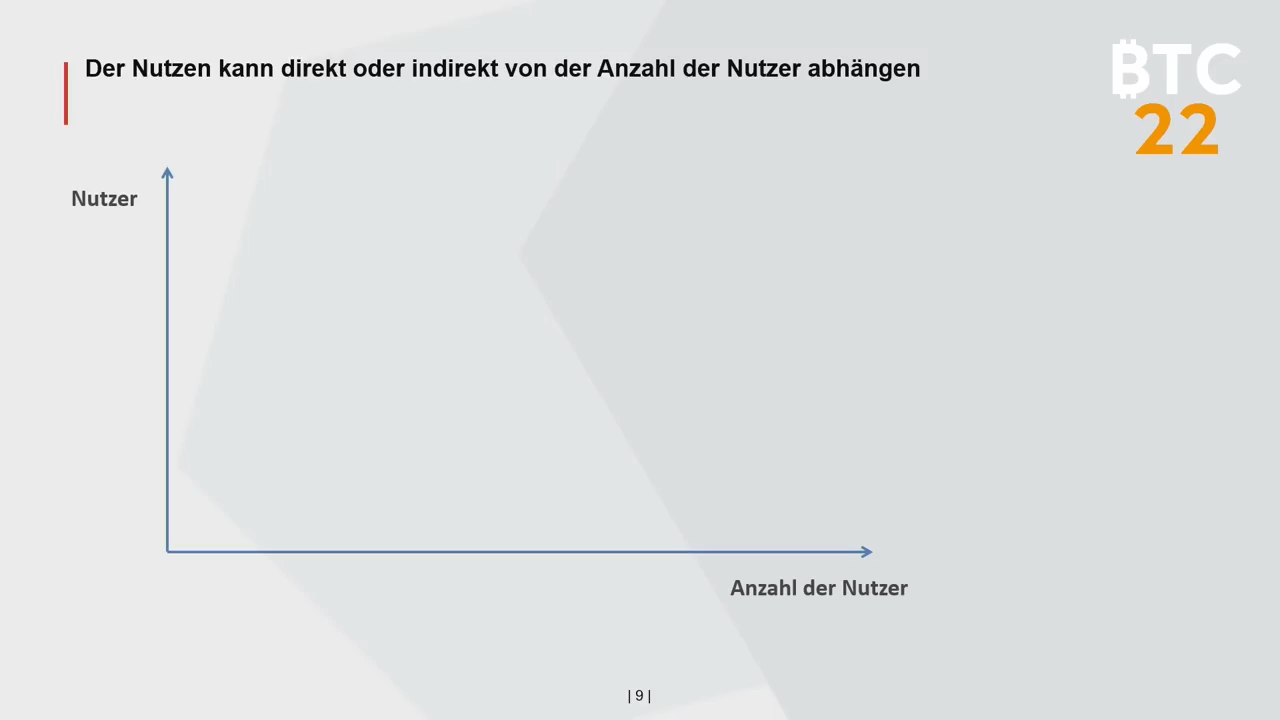 Der Nutzen kann direkt oder indirekt von der Anzahl der Nutzer abhängen
BTC
22
Nutzer
Anzahl der Nutzer
| 9 |